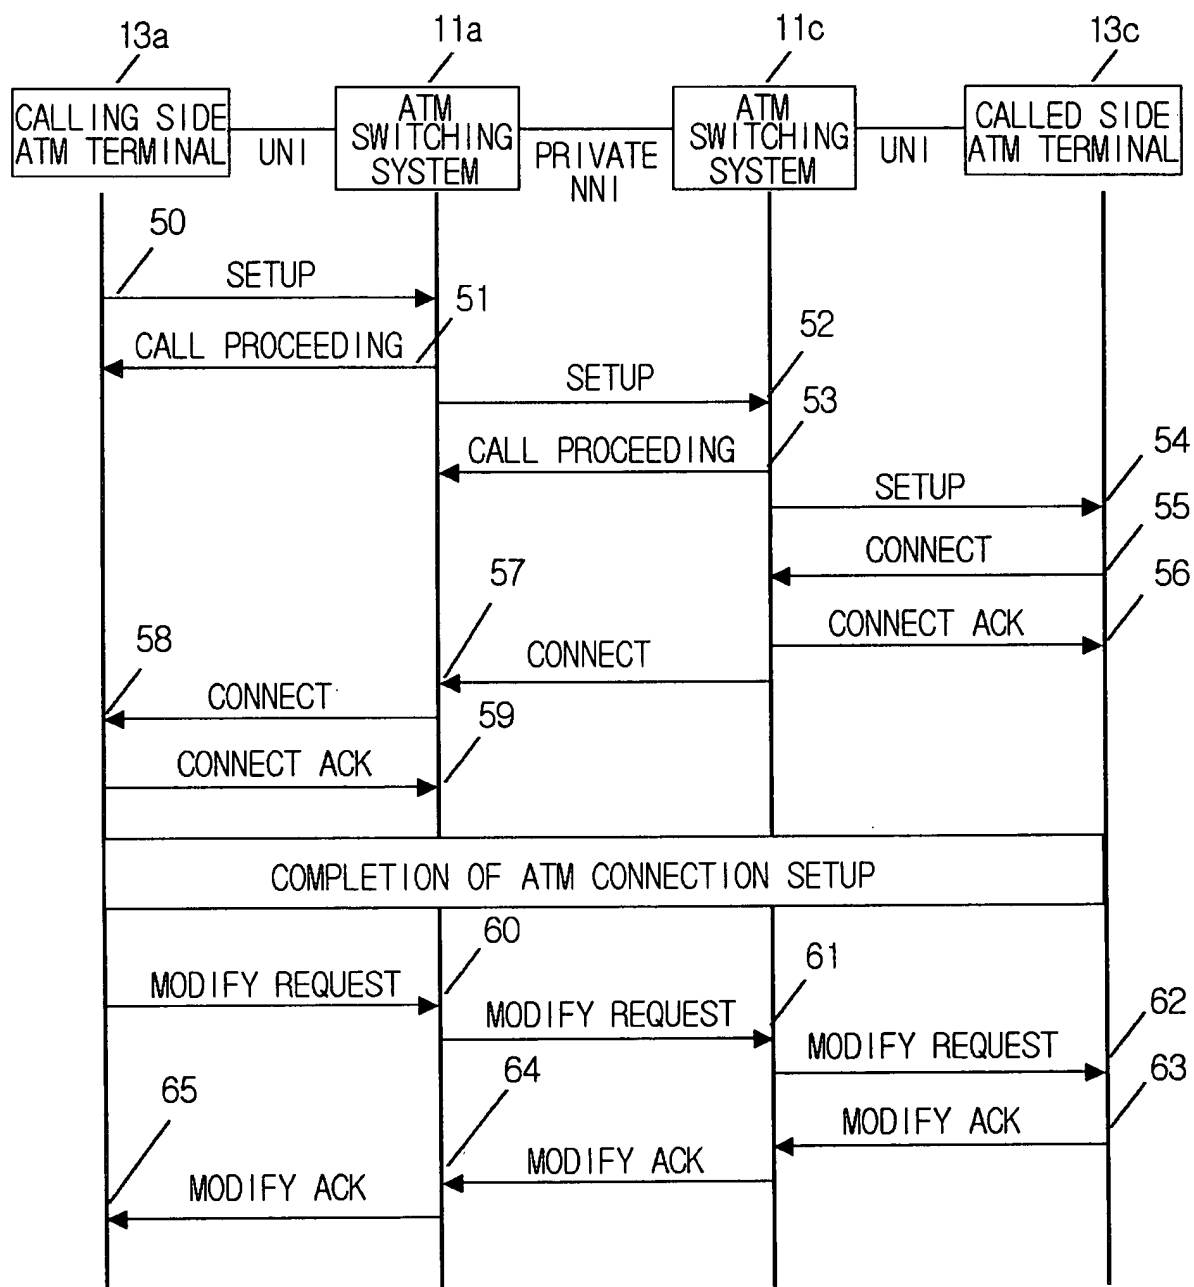 13a
11a
11c
13c
CALLING SIDE
ATM TERMINAL
UNI
ATM
SWITCHING
SYSTEM
PRIVATE
NNI
ATM
SWITCHING
SYSTEM
UNI
CALLED SIDE
ATM TERMINAL
50
SETUP
51
CALL PROCEEDING
52
SETUP
53
CALL PROCEEDING
54
SETUP
55
CONNECT
56
CONNECT ACK
57
CONNECT
58
CONNECT
59
CONNECT ACK
COMPLETION OF ATM CONNECTION SETUP
60
MODIFY REQUEST
61
MODIFY REQUEST
62
MODIFY REQUEST
63
MODIFY ACK
64
MODIFY ACK
65
MODIFY ACK